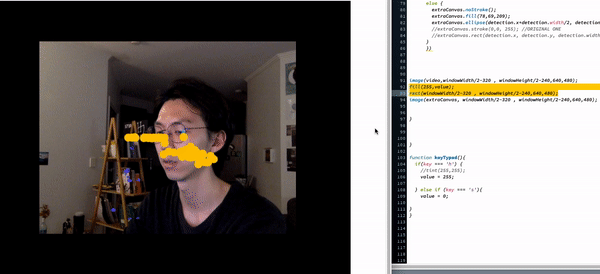 else {
extraCanvas.noStroke();
extraCanvas.fill(78,69,209);
extraCanvas.ellipse(detection.x+detection.width/2, detection
//extraCanvas.stroke(0,0, 255); //ORIGINAL ONE
//extraCanvas.rect(detection.x, detection.y, detection.width
}
})
image(video,windowWidth/2-320 , windowHeight/2-240,640,480);
fill(255,value);
rect(windowWidth/2-320 , windowHeight/2-240,640,480);
image(extraCanvas, windowWidth/2-320 , windowHeight/2-240,640,480);
}
}
function keyTyped(){
if(key === 'h') {
//tint(255,255);
value = 255;
} else if (key === 's'){
value = 0;
}
}